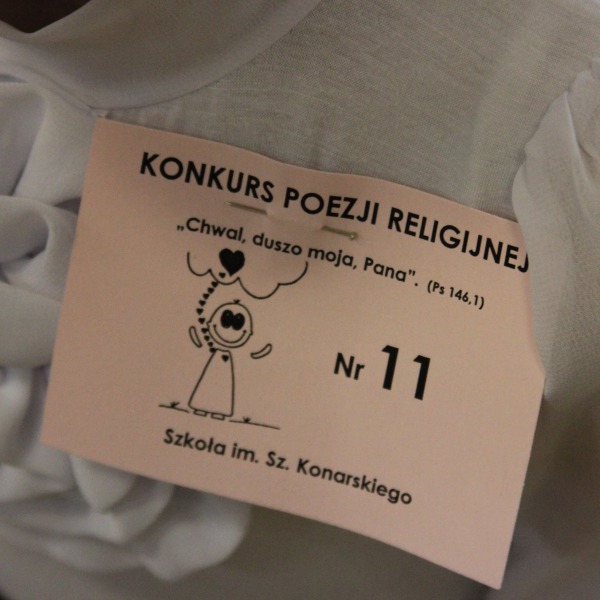 KONKURS POEZJI RELIGIJNEJ
„Chwal, duszo moja, Pana”. (Ps 146,1)
Nr 11
Szkoła im. Sz. Konarskiego